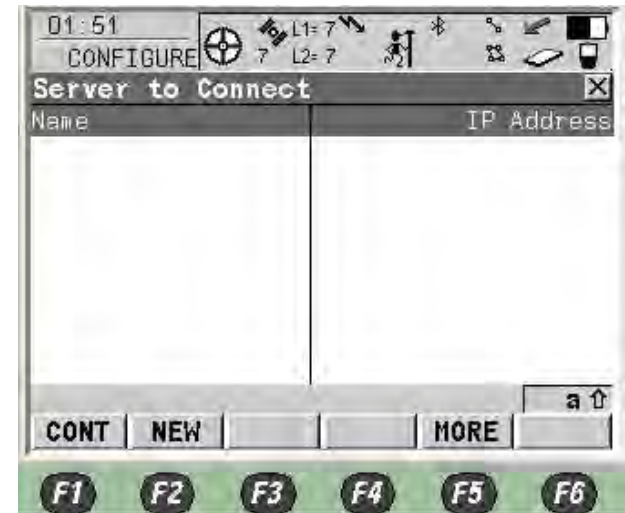 01:51 L1= 7
CONFIGURE 7 L2= 7
Server to Connect
Name IP Address
a
CONT NEW MORE
F1 F2 F3 F4 F5 F6